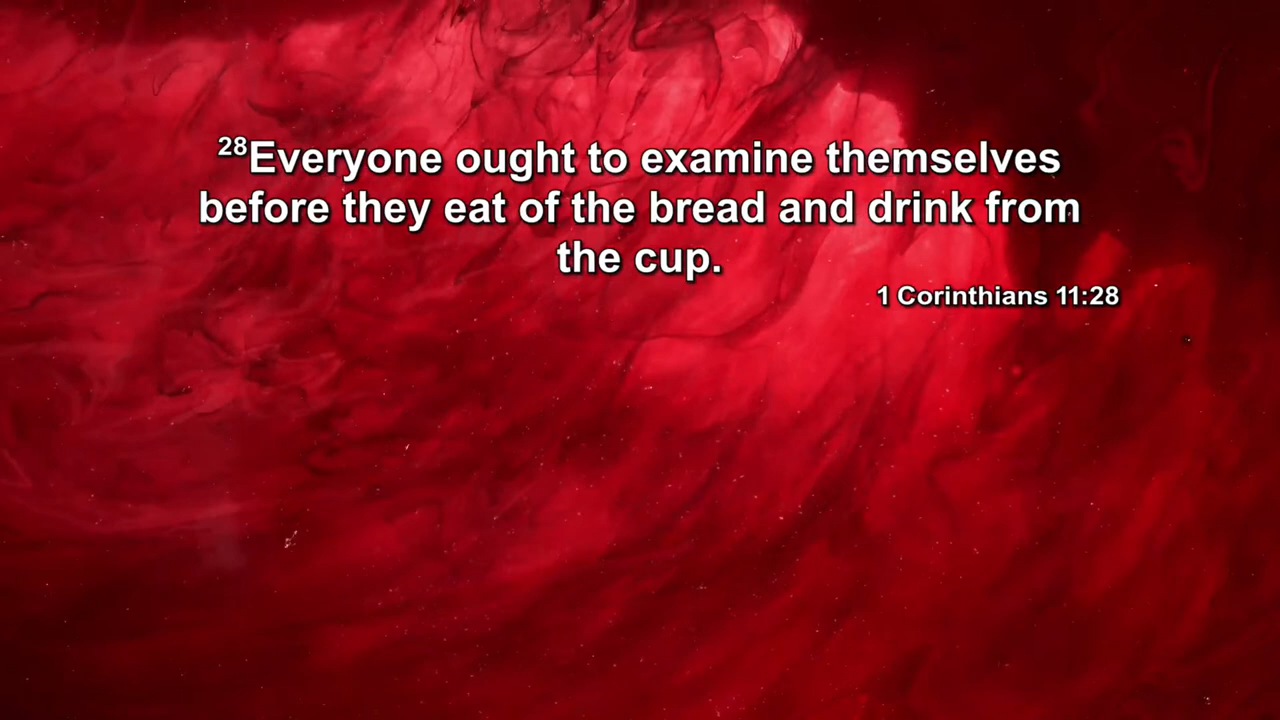 28Everyone ought to examine themselves
before they eat of the bread and drink from
the cup.
1 Corinthians 11:28